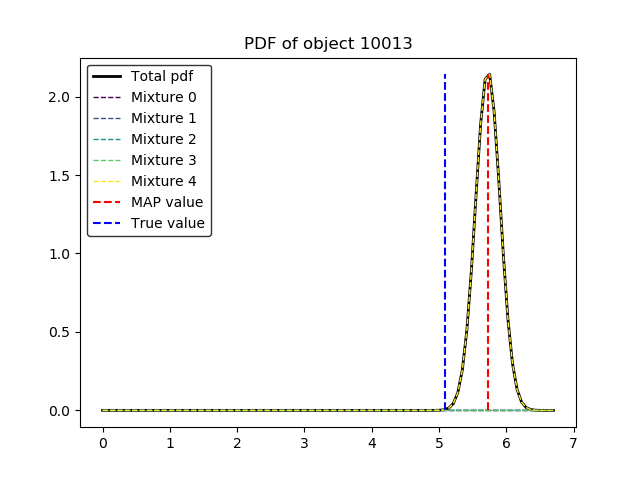 PDF of object 10013
Total pdf
Mixture 0
Mixture 1
Mixture 2
Mixture 3
Mixture 4
MAP value
True value
2.0
1.5
1.0
0.5
0.0
0 1 2 3 4 5 6 7